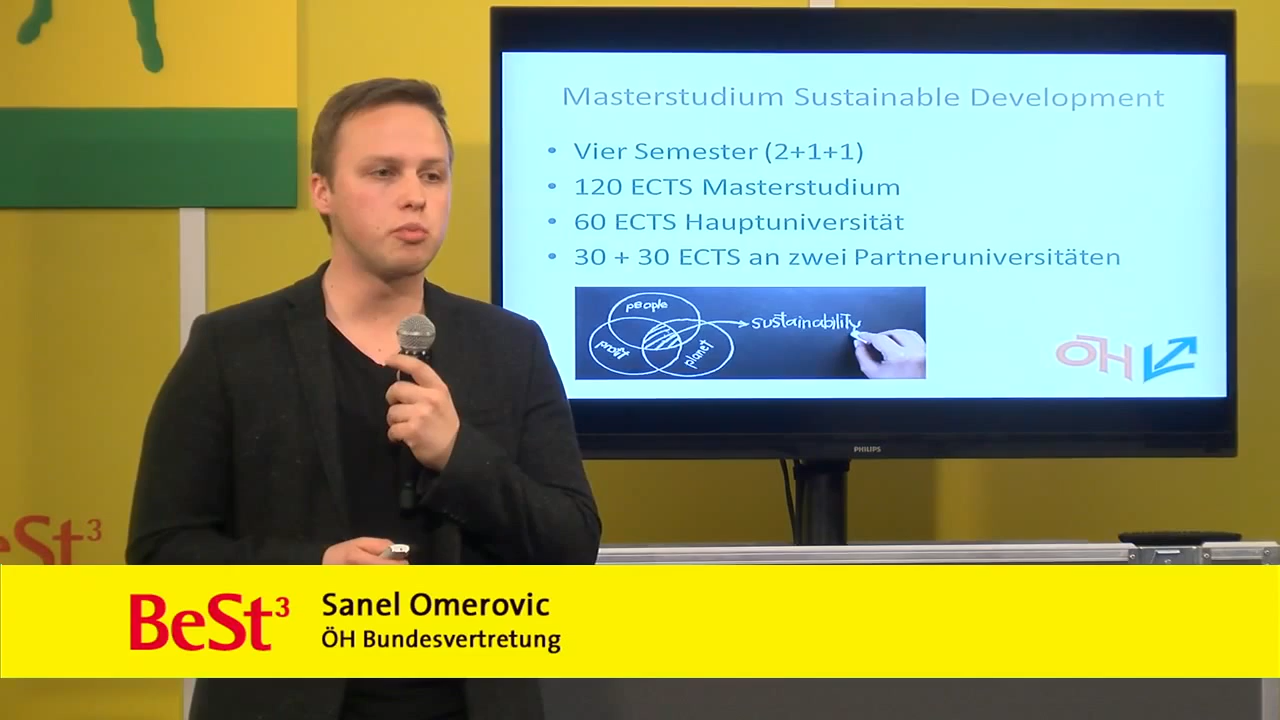 Masterstudium Sustainable Development
• Vier Semester (2+1+1)
• 120 ECTS Masterstudium
• 60 ECTS Hauptuniversität
• 30 + 30 ECTS an zwei Partneruniversitäten
people
profit
planet
sustainability
ÖH
PHILIPS
eSt³
BeSt³
Sanel Omerovic
ÖH Bundesvertretung